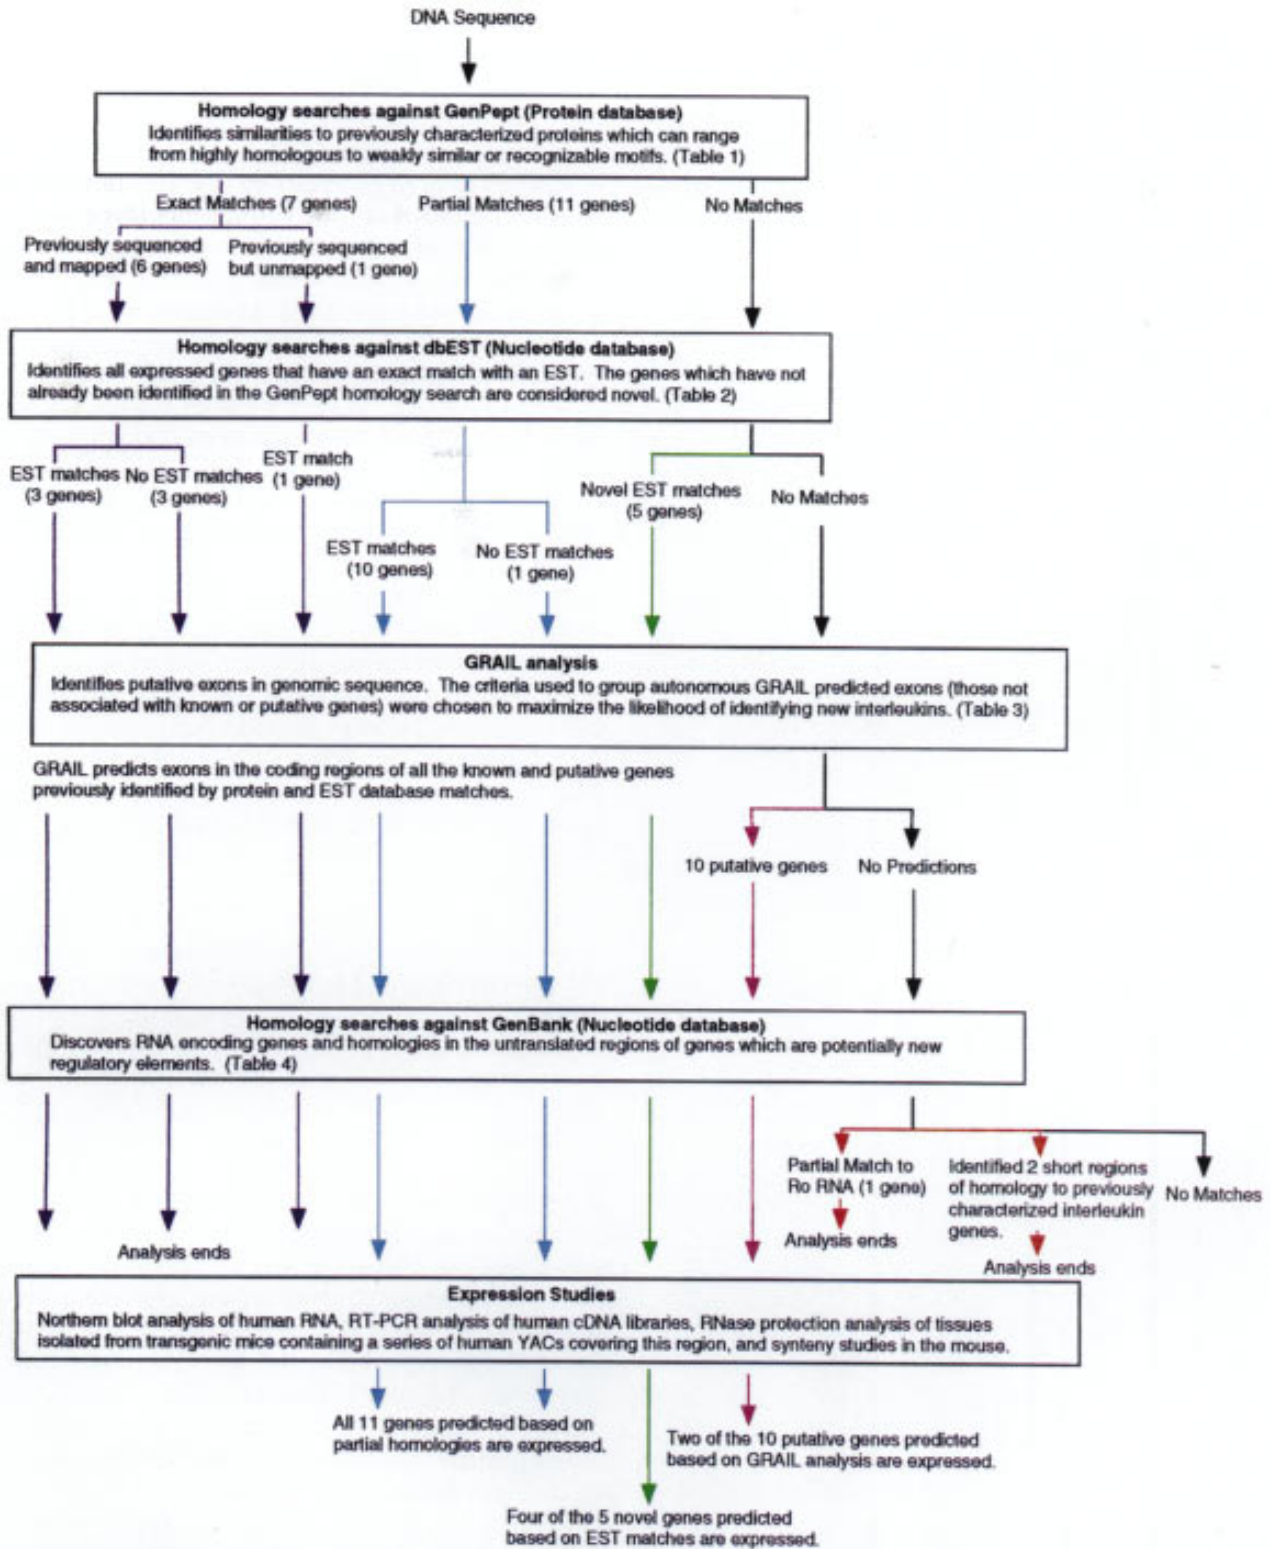 DNA Sequence
Homology searches against GenPept (Protein database)
Identifies similarities to previously characterized proteins which can range
from highly homologous to weakly similar or recognizable motifs. (Table 1)
Exact Matches (7 genes)
Partial Matches (11 genes)
No Matches
Previously sequenced
and mapped (6 genes)
Previously sequenced
but unmapped (1 gene)
Homology searches against dbEST (Nucleotide database)
Identifies all expressed genes that have an exact match with an EST. The genes which have not
already been identified in the GenPept homology search are considered novel. (Table 2)
EST matches
(3 genes)
No EST matches
(3 genes)
EST match
(1 gene)
EST matches
(10 genes)
No EST matches
(1 gene)
Novel EST matches
(5 genes)
No Matches
GRAIL analysis
Identifies putative exons in genomic sequence. The criteria used to group autonomous GRAIL predicted exons (those not
associated with known or putative genes) were chosen to maximize the likelihood of identifying new interleukins. (Table 3)
GRAIL predicts exons in the coding regions of all the known and putative genes
previously identified by protein and EST database matches.
10 putative genes
No Predictions
Homology searches against GenBank (Nucleotide database)
Discovers RNA encoding genes and homologies in the untranslated regions of genes which are potentially new
regulatory elements. (Table 4)
Partial Match to
Ro RNA (1 gene)
Analysis ends
Identified 2 short regions
of homology to previously
characterized interleukin
genes.
Analysis ends
No Matches
Analysis ends
Expression Studies
Northern blot analysis of human RNA, RT-PCR analysis of human cDNA libraries, RNase protection analysis of tissues
isolated from transgenic mice containing a series of human YACs covering this region, and synteny studies in the mouse.
All 11 genes predicted based on
partial homologies are expressed.
Two of the 10 putative genes predicted
based on GRAIL analysis are expressed.
Four of the 5 novel genes predicted
based on EST matches are expressed.